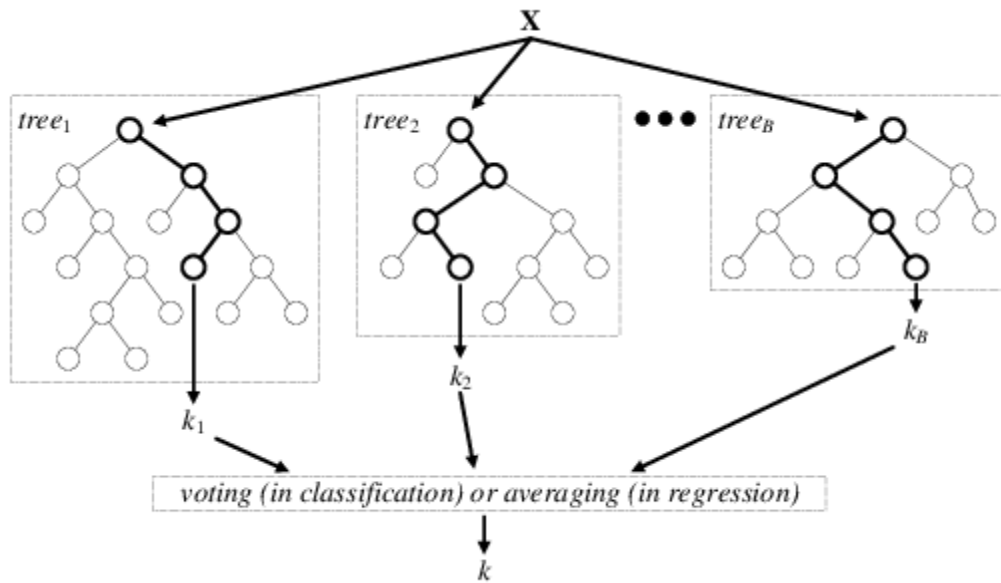 X
tree1
tree2
treeB
kB
k2
k1
voting (in classification) or averaging (in regression)
k